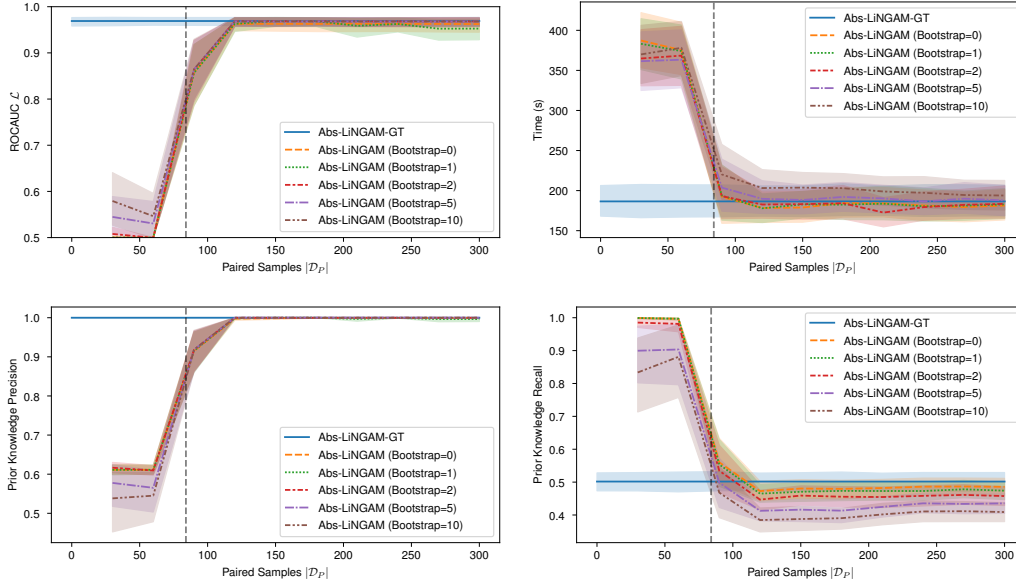 1.0
0.9
0.8
0.7
0.6
0.5
ROCAUC ℒ
0
50
100
150
200
250
300
Paired Samples |𝒟_P|
Abs-LiNGAM-GT
Abs-LiNGAM (Bootstrap=0)
Abs-LiNGAM (Bootstrap=1)
Abs-LiNGAM (Bootstrap=2)
Abs-LiNGAM (Bootstrap=5)
Abs-LiNGAM (Bootstrap=10)
400
350
300
250
200
150
Time (s)
0
50
100
150
200
250
300
Paired Samples |𝒟_P|
Abs-LiNGAM-GT
Abs-LiNGAM (Bootstrap=0)
Abs-LiNGAM (Bootstrap=1)
Abs-LiNGAM (Bootstrap=2)
Abs-LiNGAM (Bootstrap=5)
Abs-LiNGAM (Bootstrap=10)
1.0
0.9
0.8
0.7
0.6
0.5
Prior Knowledge Precision
0
50
100
150
200
250
300
Paired Samples |𝒟_P|
Abs-LiNGAM-GT
Abs-LiNGAM (Bootstrap=0)
Abs-LiNGAM (Bootstrap=1)
Abs-LiNGAM (Bootstrap=2)
Abs-LiNGAM (Bootstrap=5)
Abs-LiNGAM (Bootstrap=10)
1.0
0.9
0.8
0.7
0.6
0.5
0.4
Prior Knowledge Recall
0
50
100
150
200
250
300
Paired Samples |𝒟_P|
Abs-LiNGAM-GT
Abs-LiNGAM (Bootstrap=0)
Abs-LiNGAM (Bootstrap=1)
Abs-LiNGAM (Bootstrap=2)
Abs-LiNGAM (Bootstrap=5)
Abs-LiNGAM (Bootstrap=10)